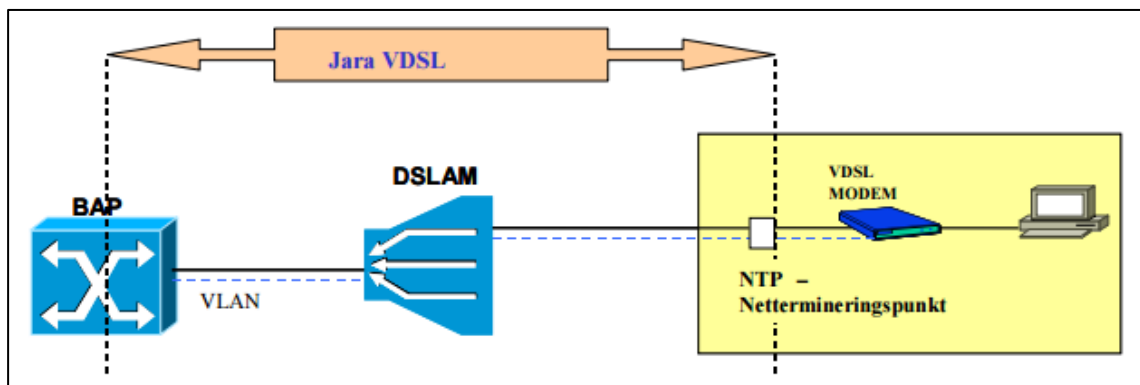 Jara VDSL
BAP
DSLAM
VLAN
VDSL
MODEM
NTP –
Nettermineringspunkt